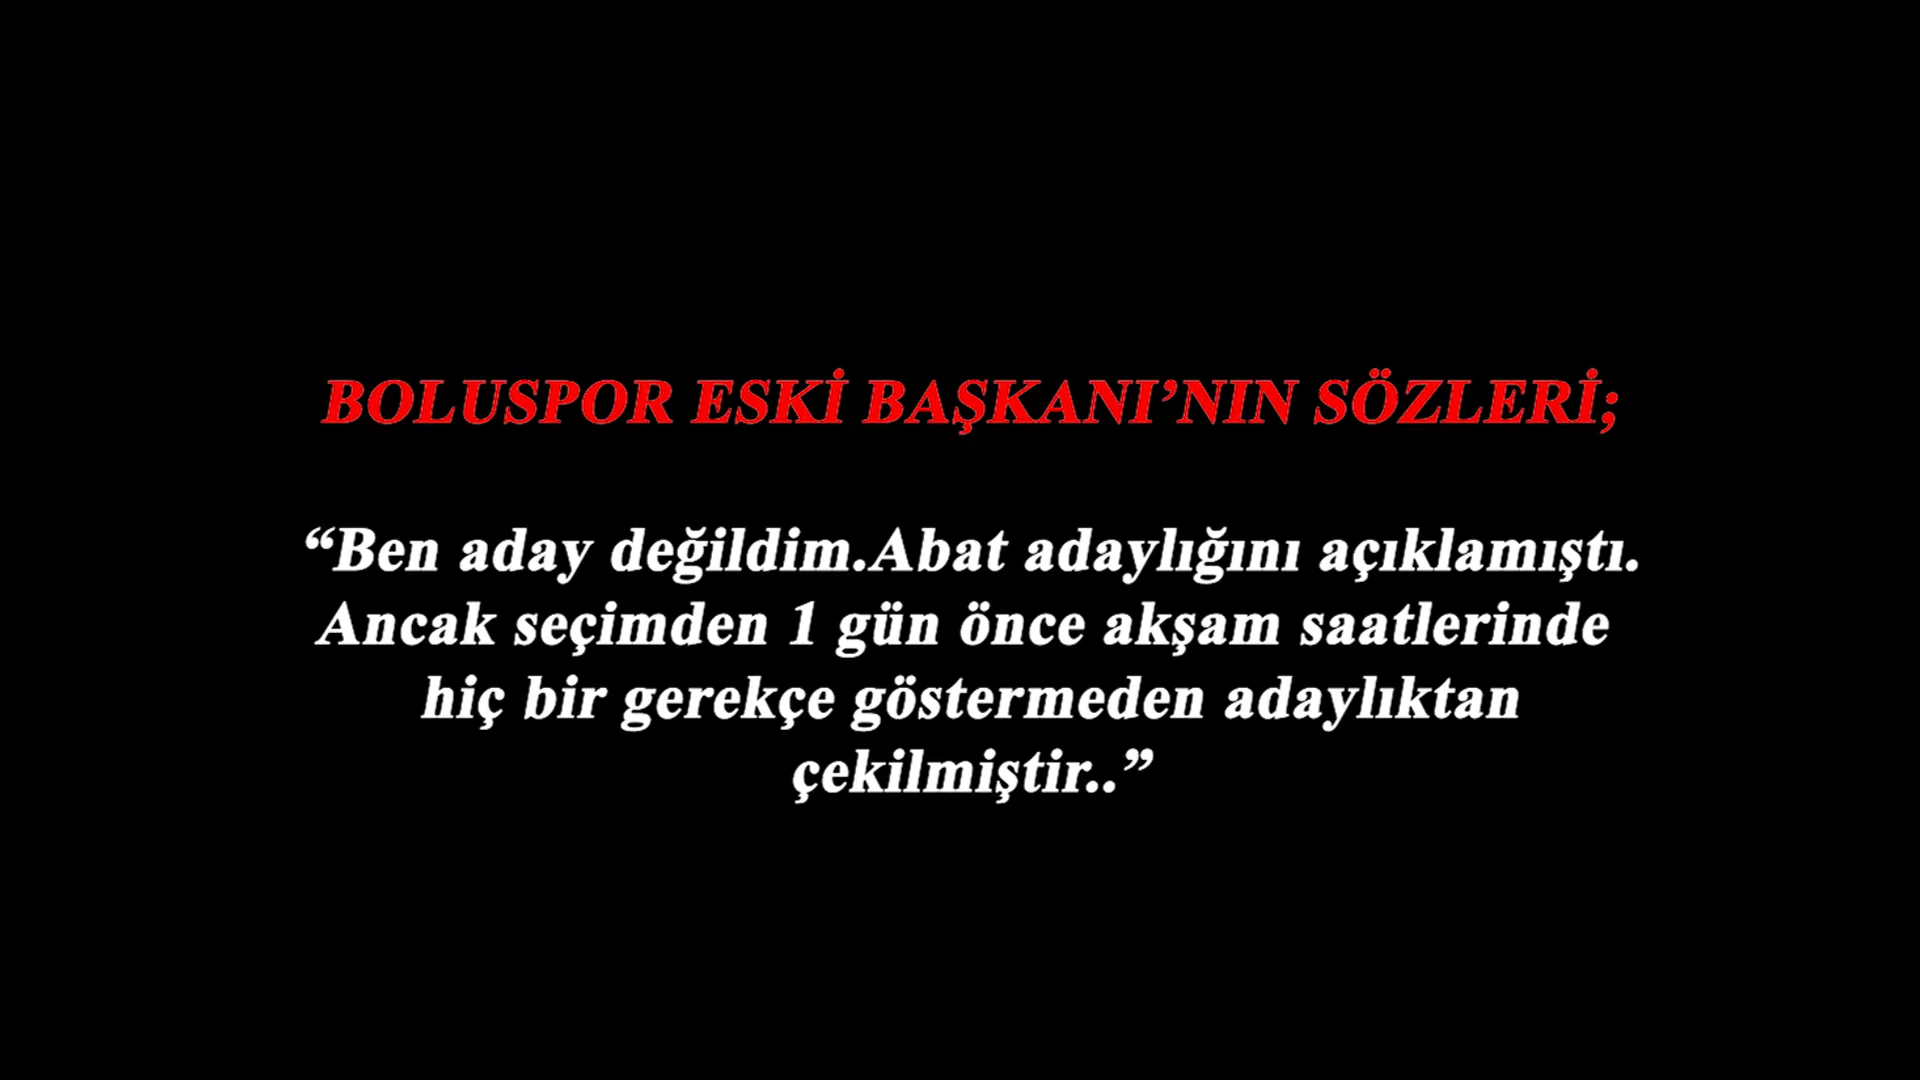 BOLUSPOR ESKİ BAŞKANI’NIN SÖZLERİ;
“Ben aday değildim.Abat adaylığını açıklamıştı.
Ancak seçimden 1 gün önce akşam saatlerinde
hiç bir gerekçe göstermeden adaylıktan
çekilmiştir..”